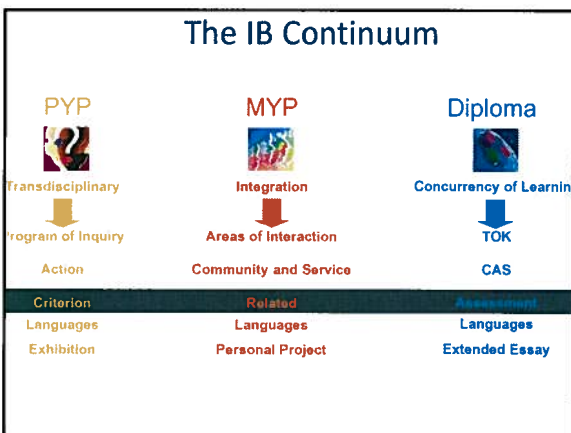 The IB Continuum
PYP MYP Diploma
Transdisciplinary Integration Concurrency of Learnin
rogram of Inquiry Areas of Interaction TOK
Action Community and Service CAS
Criterion Related Assessment
Languages Languages Languages
Exhibition Personal Project Extended Essay